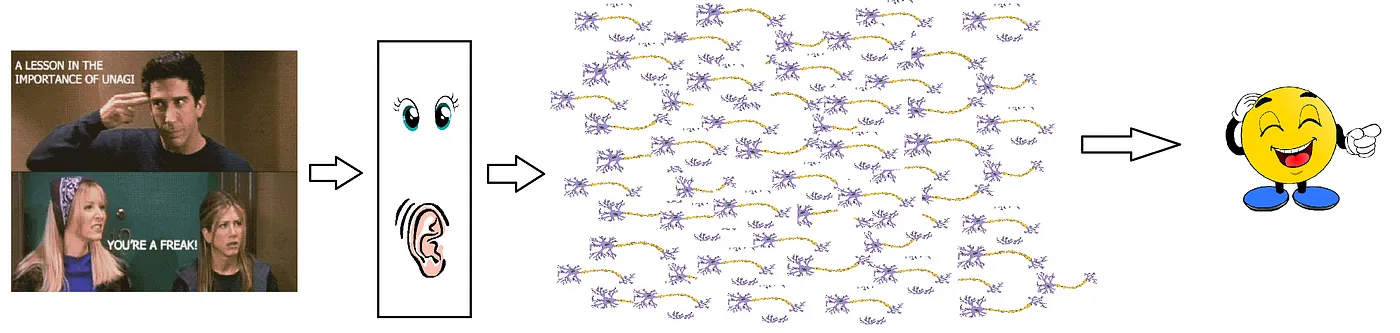 A LESSON IN THE
IMPORTANCE OF UNAGI
YOU'RE A FREAK!